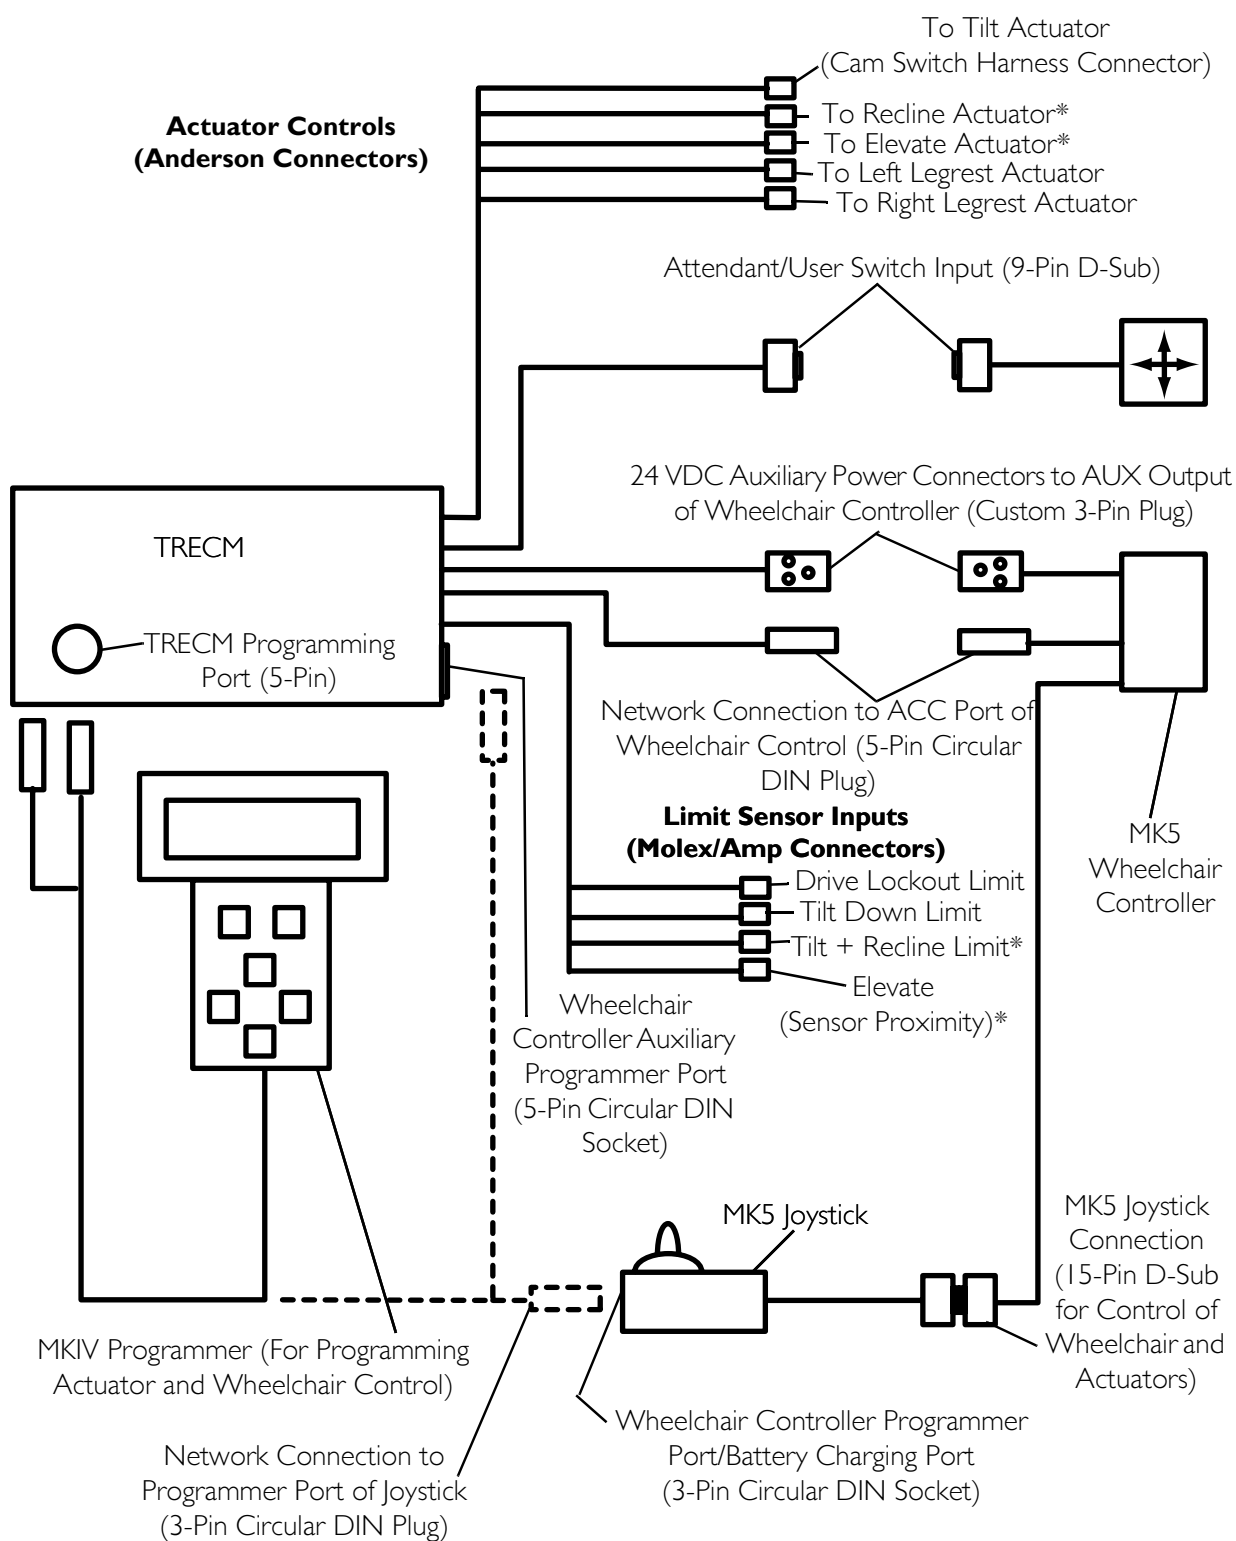 To Tilt Actuator
(Cam Switch Harness Connector)
Actuator Controls
(Anderson Connectors)
To Recline Actuator*
To Elevate Actuator*
To Left Legrest Actuator
To Right Legrest Actuator
Attendant/User Switch Input (9-Pin D-Sub)
24 VDC Auxiliary Power Connectors to AUX Output
of Wheelchair Controller (Custom 3-Pin Plug)
TRECM
TRECM Programming
Port (5-Pin)
Network Connection to ACC Port of
Wheelchair Control (5-Pin Circular
DIN Plug)
MK5
Wheelchair
Controller
Limit Sensor Inputs
(Molex/Amp Connectors)
Drive Lockout Limit
Tilt Down Limit
Tilt + Recline Limit*
Elevate
(Sensor Proximity)*
Wheelchair
Controller Auxiliary
Programmer Port
(5-Pin Circular DIN
Socket)
MK5 Joystick
MK5 Joystick
Connection
(15-Pin D-Sub
for Control of
Wheelchair and
Actuators)
MKIV Programmer (For Programming
Actuator and Wheelchair Control)
Wheelchair Controller Programmer
Port/Battery Charging Port
(3-Pin Circular DIN Socket)
Network Connection to
Programmer Port of Joystick
(3-Pin Circular DIN Plug)